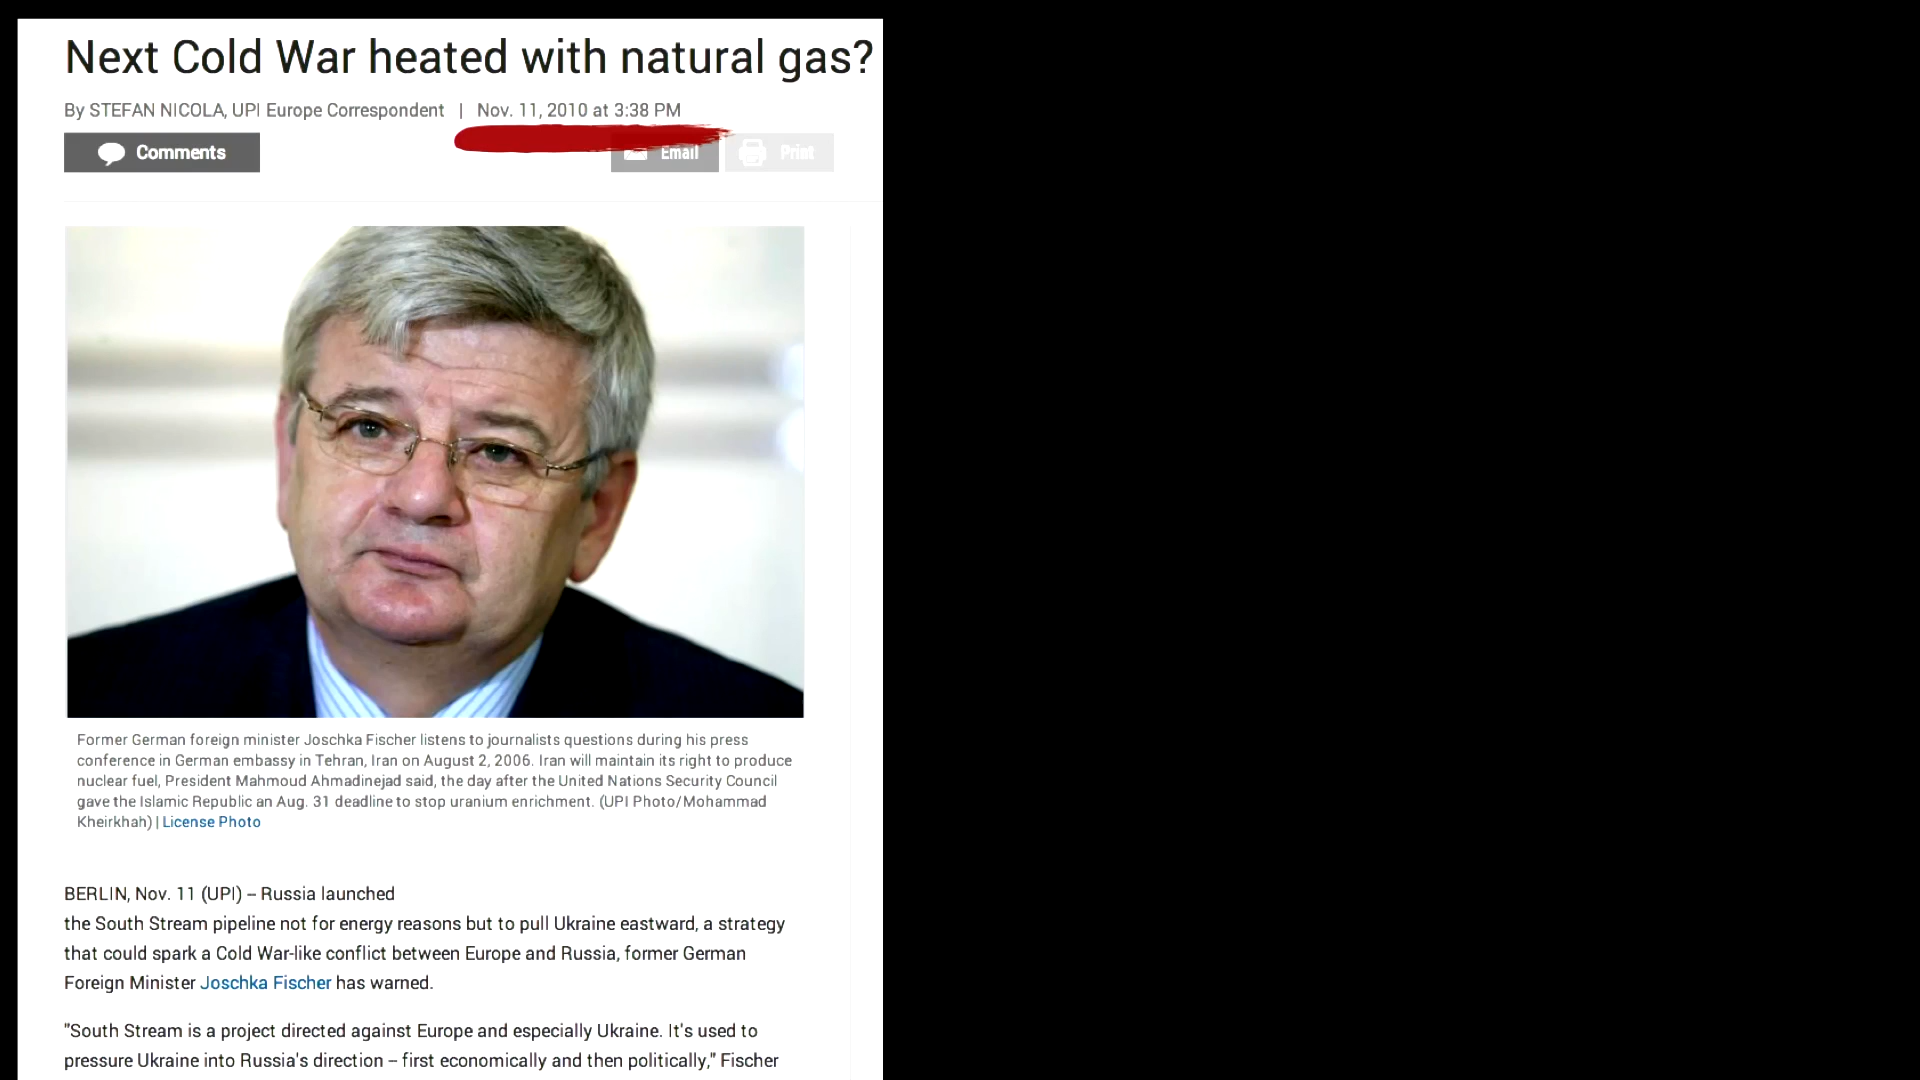 Next Cold War heated with natural gas?
By STEFAN NICOLA, UPI Europe Correspondent | Nov. 11, 2010 at 3:38 PM
Comments
Email
Print
Former German foreign minister Joschka Fischer listens to journalists questions during his press
conference in German embassy in Tehran, Iran on August 2, 2006. Iran will maintain its right to produce
nuclear fuel, President Mahmoud Ahmadinejad said, the day after the United Nations Security Council
gave the Islamic Republic an Aug. 31 deadline to stop uranium enrichment. (UPI Photo/Mohammad
Kheirkhah) | License Photo
BERLIN, Nov. 11 (UPI) – Russia launched
the South Stream pipeline not for energy reasons but to pull Ukraine eastward, a strategy
that could spark a Cold War-like conflict between Europe and Russia, former German
Foreign Minister Joschka Fischer has warned.
"South Stream is a project directed against Europe and especially Ukraine. It's used to
pressure Ukraine into Russia's direction – first economically and then politically," Fischer